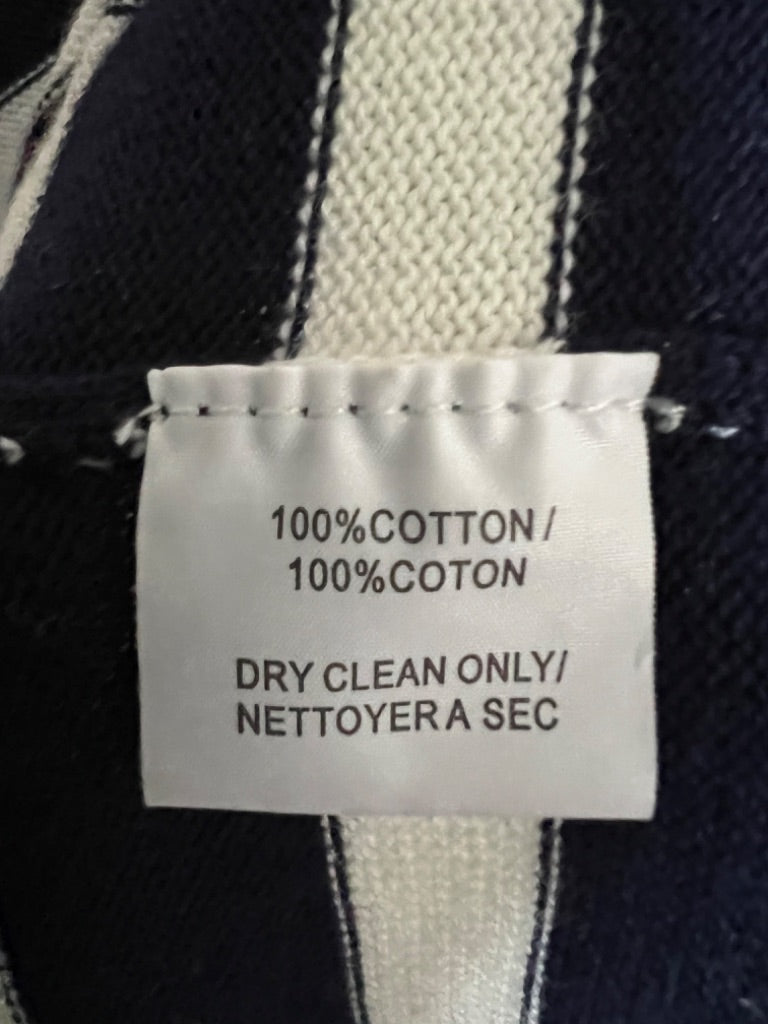 100%COTTON/
100%COTON
DRY CLEAN ONLY/
NETTOYER A SEC